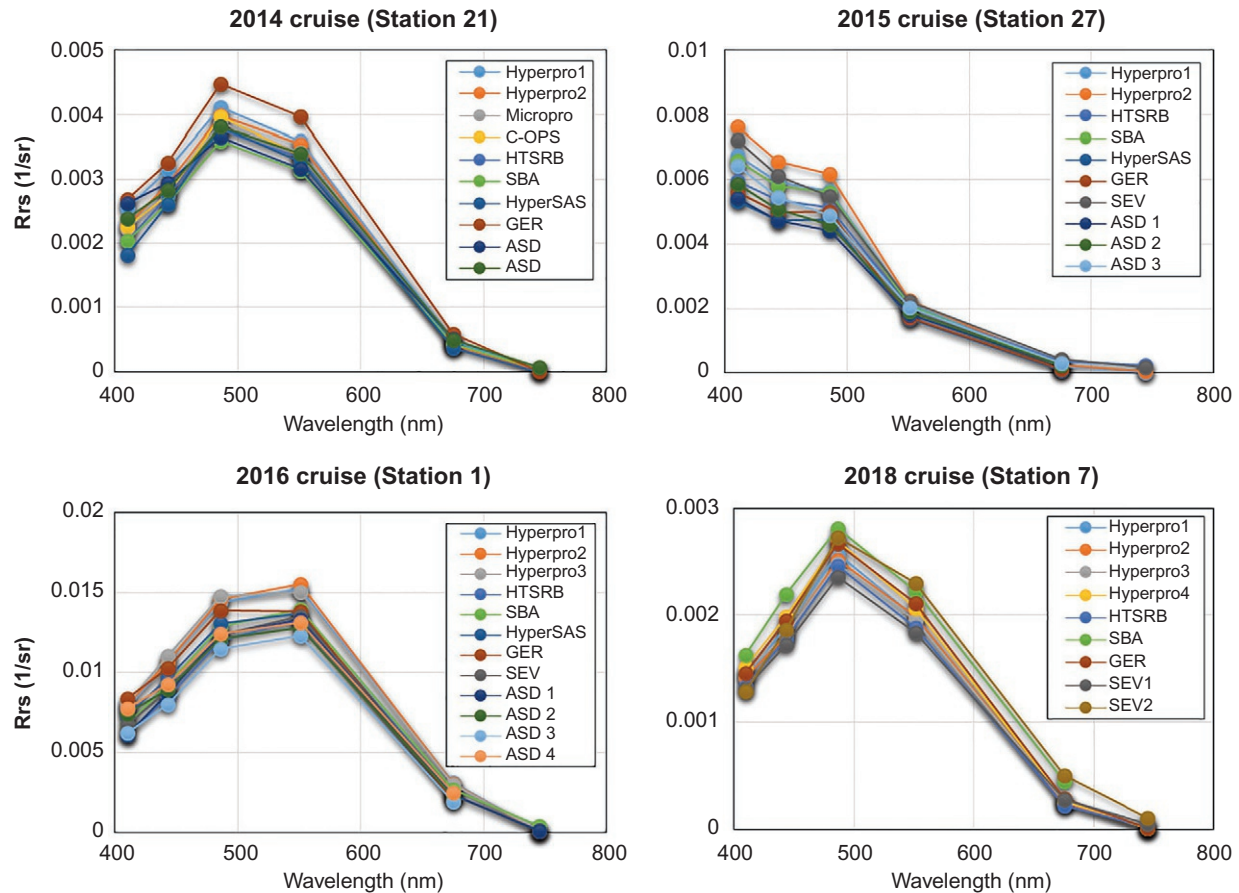 2014 cruise (Station 21)
0.005
0.004
0.003
0.002
0.001
0
Rrs (1/sr)
400 500 600 700 800
Wavelength (nm)
Hyperpro1
Hyperpro2
Micropro
C-OPS
HTSRB
SBA
HyperSAS
GER
ASD
ASD
2015 cruise (Station 27)
0.01
0.008
0.006
0.004
0.002
0
400 500 600 700 800
Wavelength (nm)
Hyperpro1
Hyperpro2
HTSRB
SBA
HyperSAS
GER
SEV
ASD 1
ASD 2
ASD 3
2016 cruise (Station 1)
0.02
0.015
0.01
0.005
0
Rrs (1/sr)
400 500 600 700 800
Wavelength (nm)
Hyperpro1
Hyperpro2
Hyperpro3
HTSRB
SBA
HyperSAS
GER
SEV
ASD 1
ASD 2
ASD 3
ASD 4
2018 cruise (Station 7)
0.003
0.002
0.001
0
400 500 600 700 800
Wavelength (nm)
Hyperpro1
Hyperpro2
Hyperpro3
Hyperpro4
HTSRB
SBA
GER
SEV1
SEV2